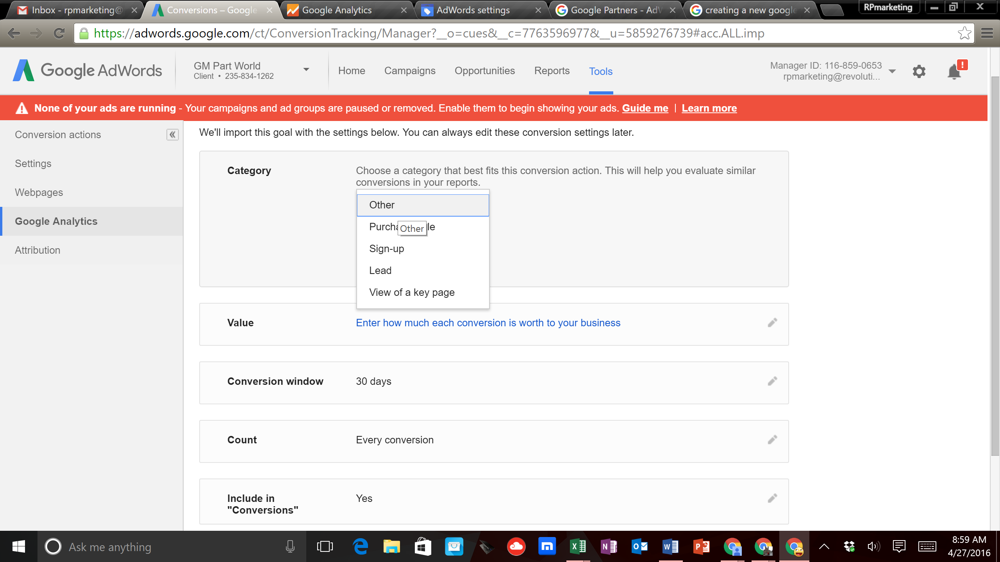 Inbox - rpmarketing@
Conversions – Google
Google Analytics
AdWords settings
Google Partners - AdW
creating a new google
RPmarketing
https://adwords.google.com/ct/ConversionTracking/Manager?__o=cues&__c=7763596977&__u=5859276739#acc.ALL.imp
Google AdWords
GM Part World
Client • 235-834-1262
Home
Campaigns
Opportunities
Reports
Tools
Manager ID: 116-859-0653
rpmarketing@revoluti...
None of your ads are running - Your campaigns and ad groups are paused or removed. Enable them to begin showing your ads. Guide me | Learn more
Conversion actions
Settings
Webpages
Google Analytics
Attribution
We'll import this goal with the settings below. You can always edit these conversion settings later.
Category
Choose a category that best fits this conversion action. This will help you evaluate similar
conversions in your reports.
Other
Other
Sign-up
Lead
View of a key page
Value
Enter how much each conversion is worth to your business
Conversion window
30 days
Count
Every conversion
Include in
"Conversions"
Yes
Ask me anything
8:59 AM
4/27/2016